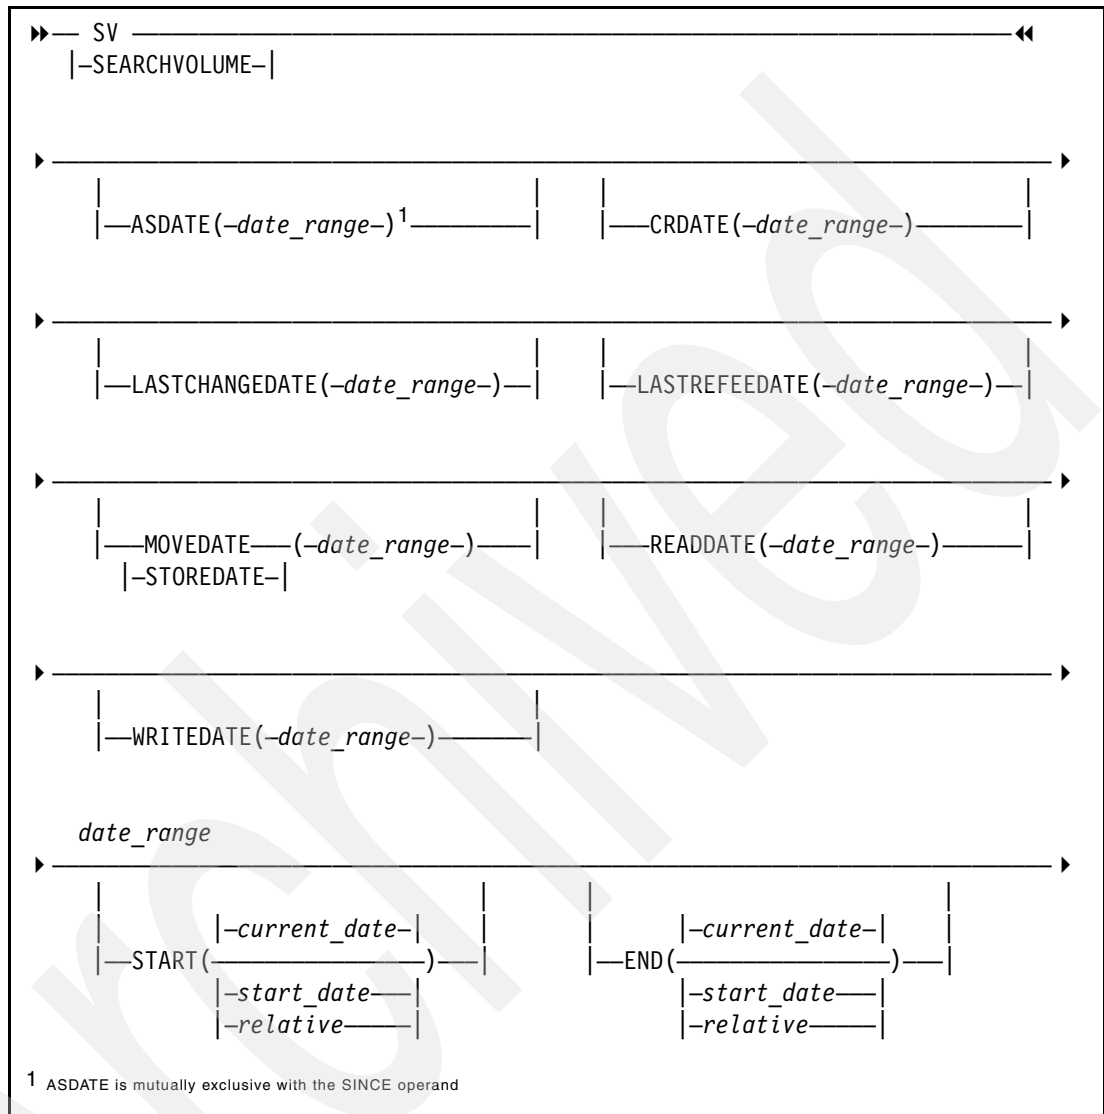 SV
|–SEARCHVOLUME–|
|——ASDATE(–date_range–)1—————————| |———CRDATE(–date_range–)————————|
|——LASTCHANGEDATE(–date_range–)——| |——LASTREFEEDATE(–date_range–)——|
|———MOVEDATE———(–date_range–)————| |———READDATE(–date_range–)——————|
|–STOREDATE–|
|——WRITEDATE(–date_range–)———————|
date_range
|–current_date–| |–current_date–|
|——START(————————————————)———| |——END(————————————————)———|
|–start_date———| |–start_date———|
|–relative—————| |–relative—————|
1 ASDATE is mutually exclusive with the SINCE operand
rchived